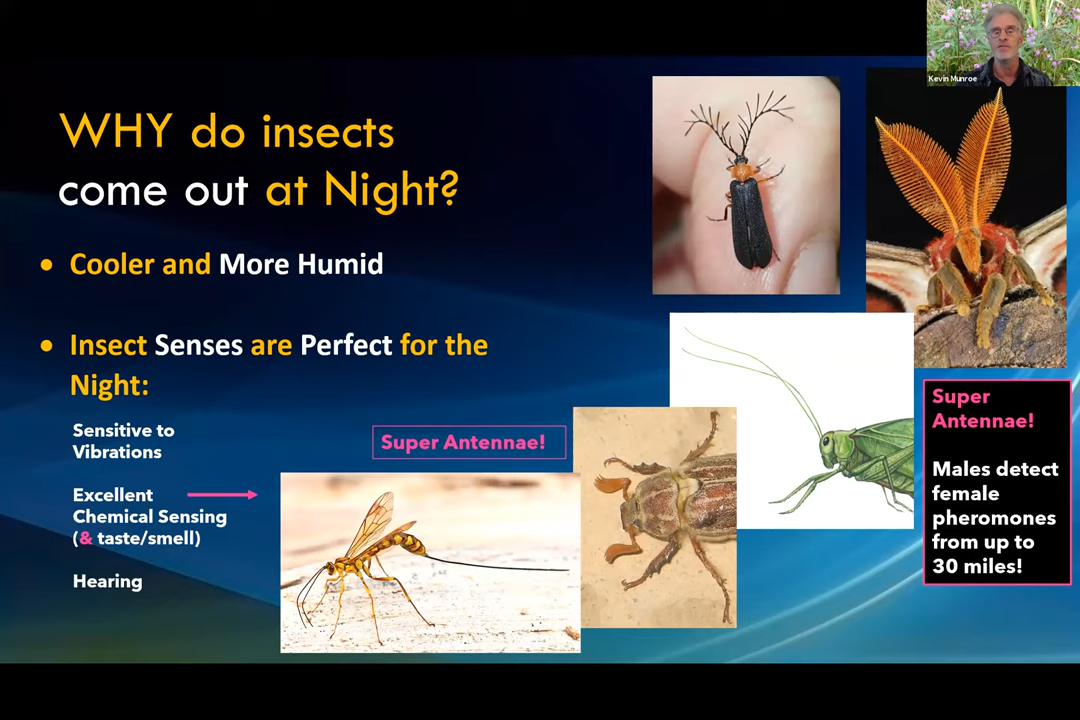 WHY do insects
come out at Night?
• Cooler and More Humid
• Insect Senses are Perfect for the
Night:
Sensitive to
Vibrations
Excellent
Chemical Sensing
(& taste/smell)
Hearing
Super Antennae!
Super
Antennae!
Males detect
female
pheromones
from up to
30 miles!
Kevin Munroe